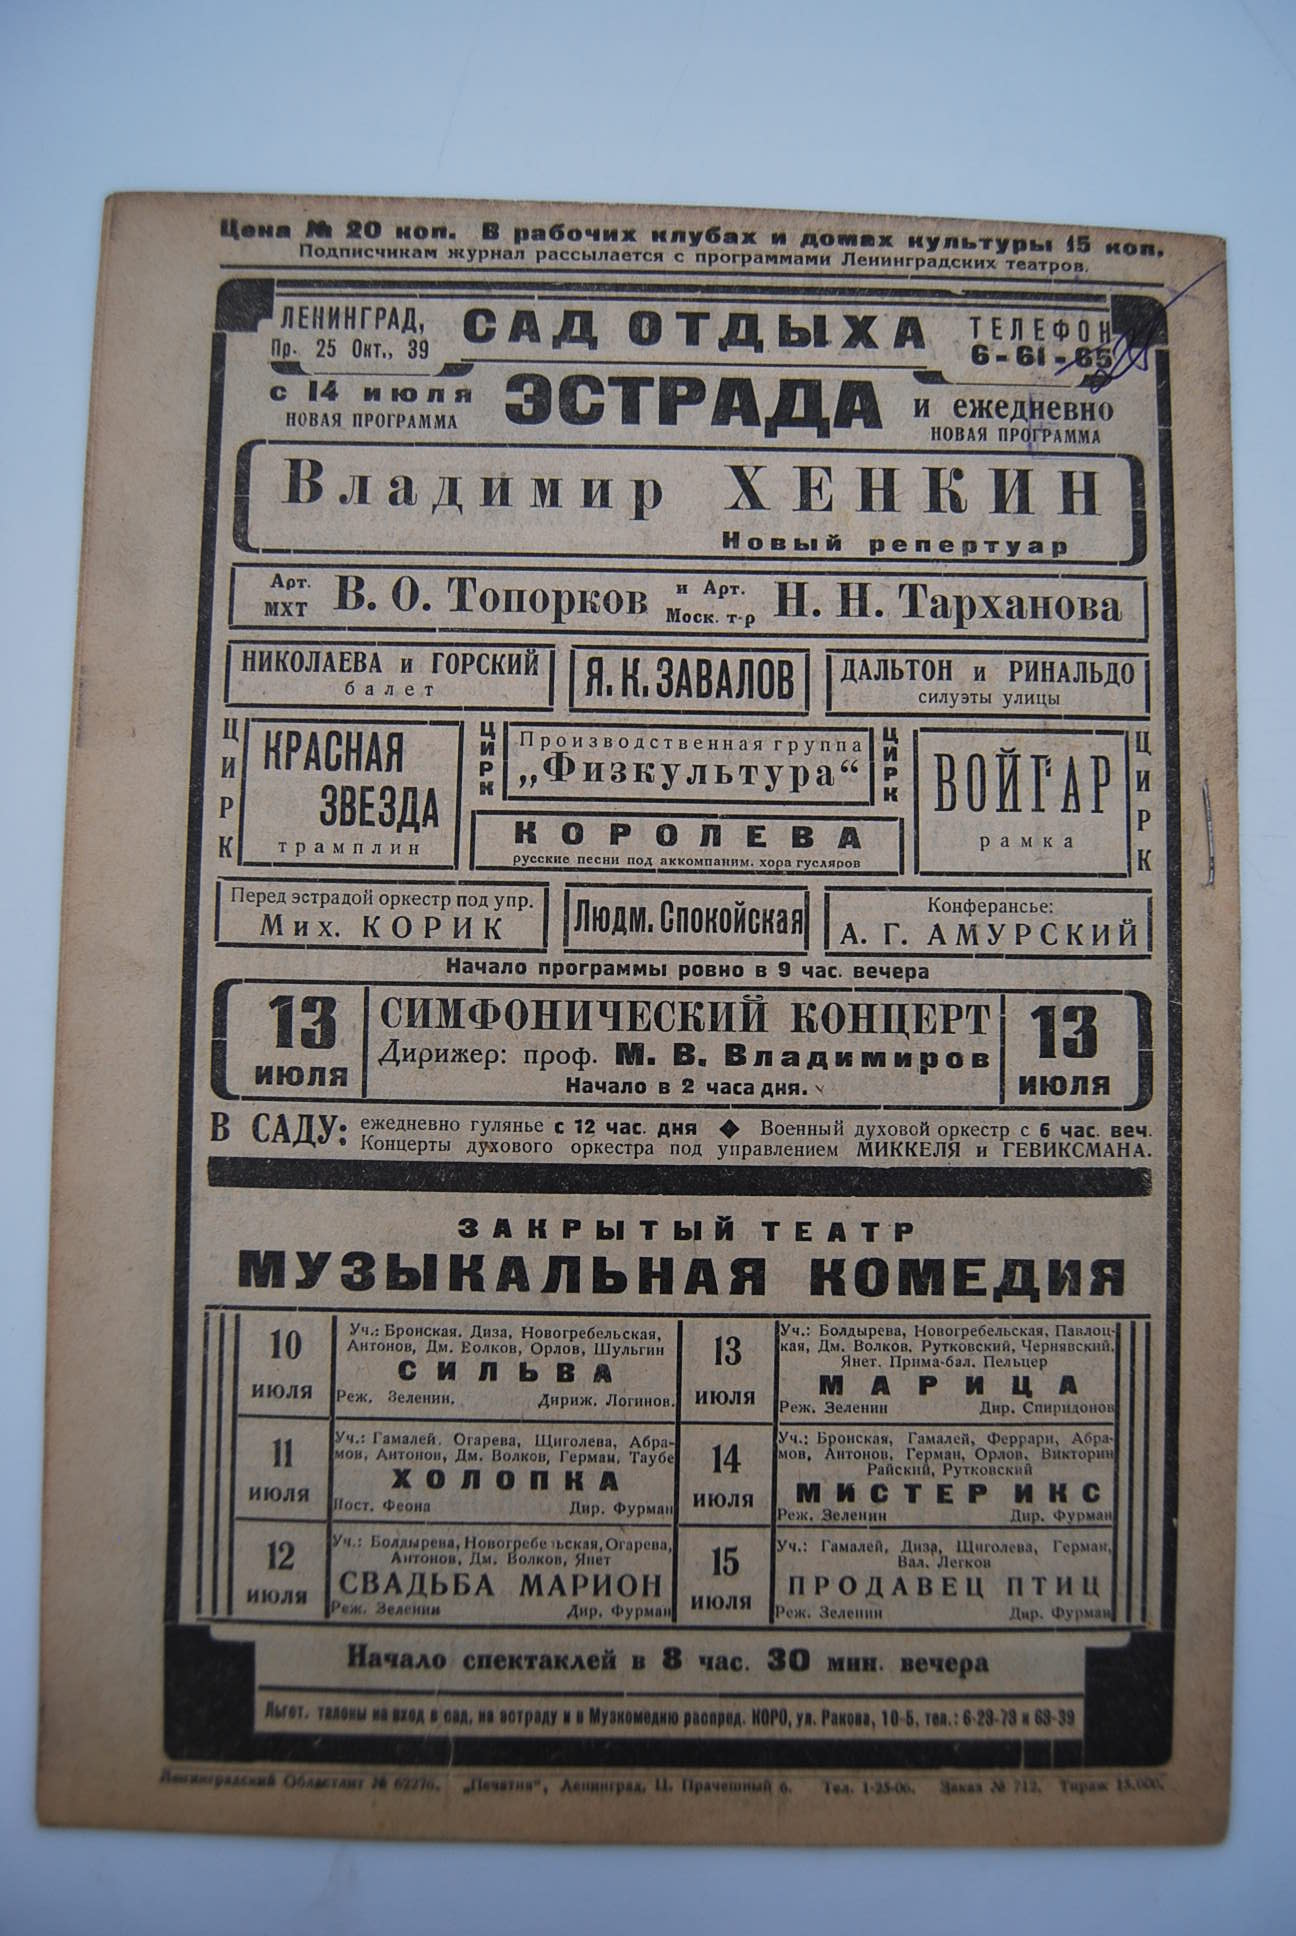 Цена № 20 коп. В рабочих клубах и домах культуры 15 коп.
Подписчикам журнал рассылается с программами Ленинградских театров.
ЛЕНИНГРАД,
Пр. 25 Окт., 39
САД ОТДЫХА
ТЕЛЕФОН
6-61-65
с 14 июля
НОВАЯ ПРОГРАММА
ЭСТРАДА
и ежедневно
НОВАЯ ПРОГРАММА
Владимир ХЕНКИН
Новый репертуар
Арт. МХТ В. О. Топорков и Арт. Моск. т-р Н. Н. Тарханова
НИКОЛАЕВА и ГОРСКИЙ
балет
Я. К. ЗАВАЛОВ
ДАЛЬТОН и РИНАЛЬДО
силуэты улицы
ЦИРК
КРАСНАЯ
ЗВЕЗДА
трамплин
ЦИРК
Производственная группа
„Физкультура“
ЦИРК
КОРОЛЕВА
русские песни под аккомпаним. хора гусляров
ВОЙГАР
рамка
ЦИРК
Перед эстрадой оркестр под упр.
Мих. КОРИК
Людм. Спокойская
Конферансье:
А. Г. АМУРСКИЙ
Начало программы ровно в 9 час. вечера
13
ИЮЛЯ
СИМФОНИЧЕСКИЙ КОНЦЕРТ
Дирижер: проф. М. В. Владимиров
Начало в 2 часа дня.
13
ИЮЛЯ
В САДУ: ежедневно гулянье с 12 час. дня ◆ Военный духовой оркестр с 6 час. веч.
Концерты духового оркестра под управлением МИККЕЛЯ и ГЕВИКСМАНА.
ЗАКРЫТЫЙ ТЕАТР
МУЗЫКАЛЬНАЯ КОМЕДИЯ
10
ИЮЛЯ
Уч.: Бронская, Диза, Новогребельская,
Антонов, Дм. Волков, Орлов, Шульгин
СИЛЬВА
Реж. Зеленин. Дириж. Логинов.
11
ИЮЛЯ
Уч.: Гамалей, Огарева, Щиголева, Абра-
мов, Антонов, Дм. Волков, Герман, Таубе
ХОЛОПКА
Пост. Феона Дир. Фурман
12
ИЮЛЯ
Уч.: Болдырева, Новогребельская, Огарева,
Антонов, Дм. Волков, Янет
СВАДЬБА МАРИОН
Реж. Зеленин Дир. Фурман
13
ИЮЛЯ
Уч.: Болдырева, Новогребельская, Павлоц-
кая, Дм. Волков, Рутковский, Чернявский,
Янет. Прима-бал. Пельцер
МАРИЦА
Реж. Зеленин Дир. Спиридонов
14
ИЮЛЯ
Уч.: Бронская, Гамалей, Феррари, Абра-
мов, Антонов, Герман, Орлов, Викторин
Райский, Рутковский
МИСТЕР ИКС
Реж. Зеленин Дир. Фурман
15
ИЮЛЯ
Уч.: Гамалей, Диза, Щиголева, Герман,
Вал. Легков
ПРОДАВЕЦ ПТИЦ
Реж. Зеленин Дир. Фурман
Начало спектаклей в 8 час. 30 мин. вечера
Льгот. талоны на вход в сад, на эстраду и в Музкомедию распред. КОРО, ул. Ракова, 10-5, тел.: 6-23-73 и 63-39
Ленинградский Областлит № 62276. „Печатня“, Ленинград, П. Прачешный 6. Тел. 1-25-06. Заказ № 712. Тираж 15.000.